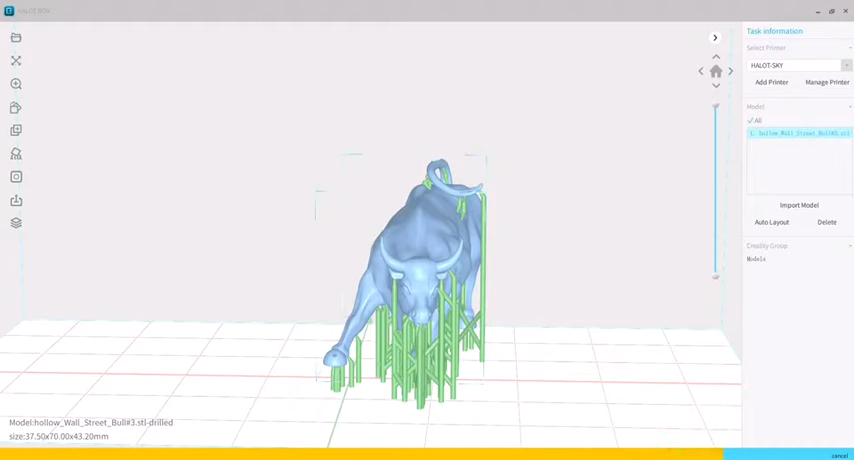 HALOT BOX
Task information
Select Printer
HALOT-SKY
Add Printer Manage Printer
Model
All
1. hollow_Wall_Street_Bull#3.stl
Import Model
Auto Layout Delete
Creality Group
Models
Model:hollow_Wall_Street_Bull#3.stl-drilled
size:37.50x70.00x43.20mm
cancel